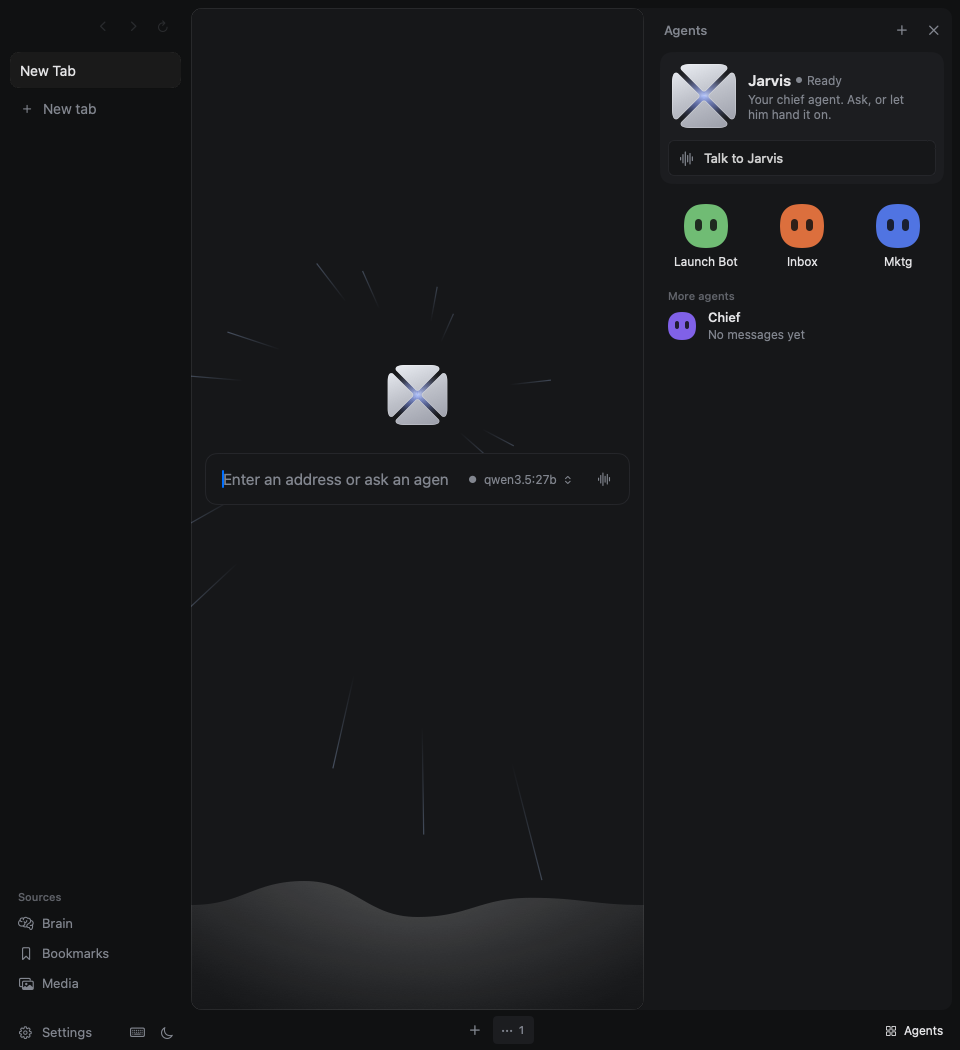 New Tab
New tab
Sources
Brain
Bookmarks
Media
Settings
Enter an address or ask an agen
qwen3.5:27b
1
Agents
Jarvis
Ready
Your chief agent. Ask, or let
him hand it on.
Talk to Jarvis
Launch Bot
Inbox
Mktg
More agents
Chief
No messages yet
Agents